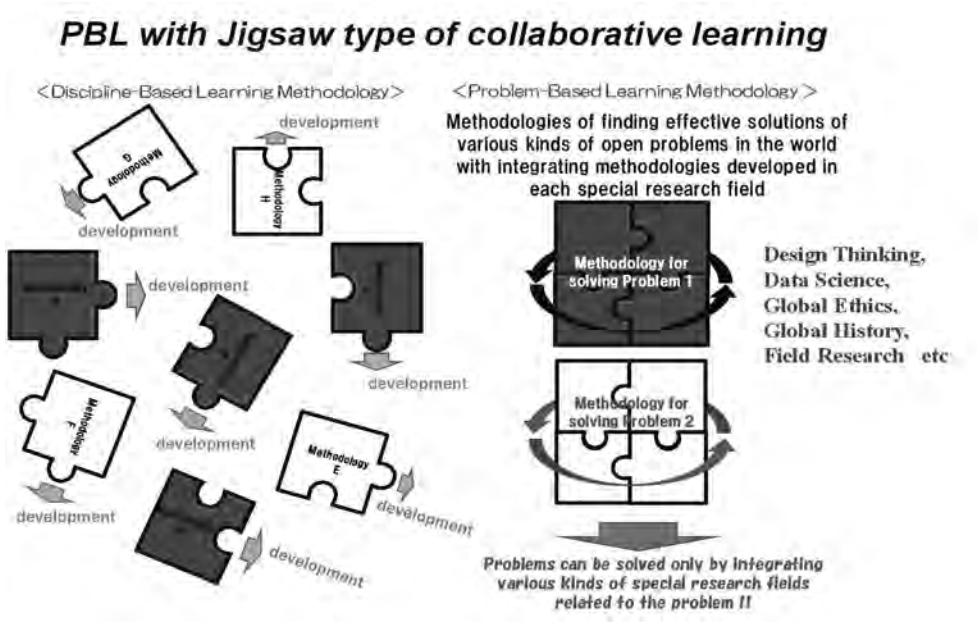 PBL with Jigsaw type of collaborative learning
<Discipline-Based Learning Methodology>
development
Methodology
G
development
development
Methodology
H
development
development
Methodology
F
development
development
Methodology
E
development
development
<Problem-Based Learning Methodology>
Methodologies of finding effective solutions of
various kinds of open problems in the world
with integrating methodologies developed in
each special research field
Methodology for
solving Problem 1
Design Thinking,
Data Science,
Global Ethics,
Global History,
Field Research etc
Methodology for
solving Problem 2
Problems can be solved only by integrating
various kinds of special research fields
related to the problem !!